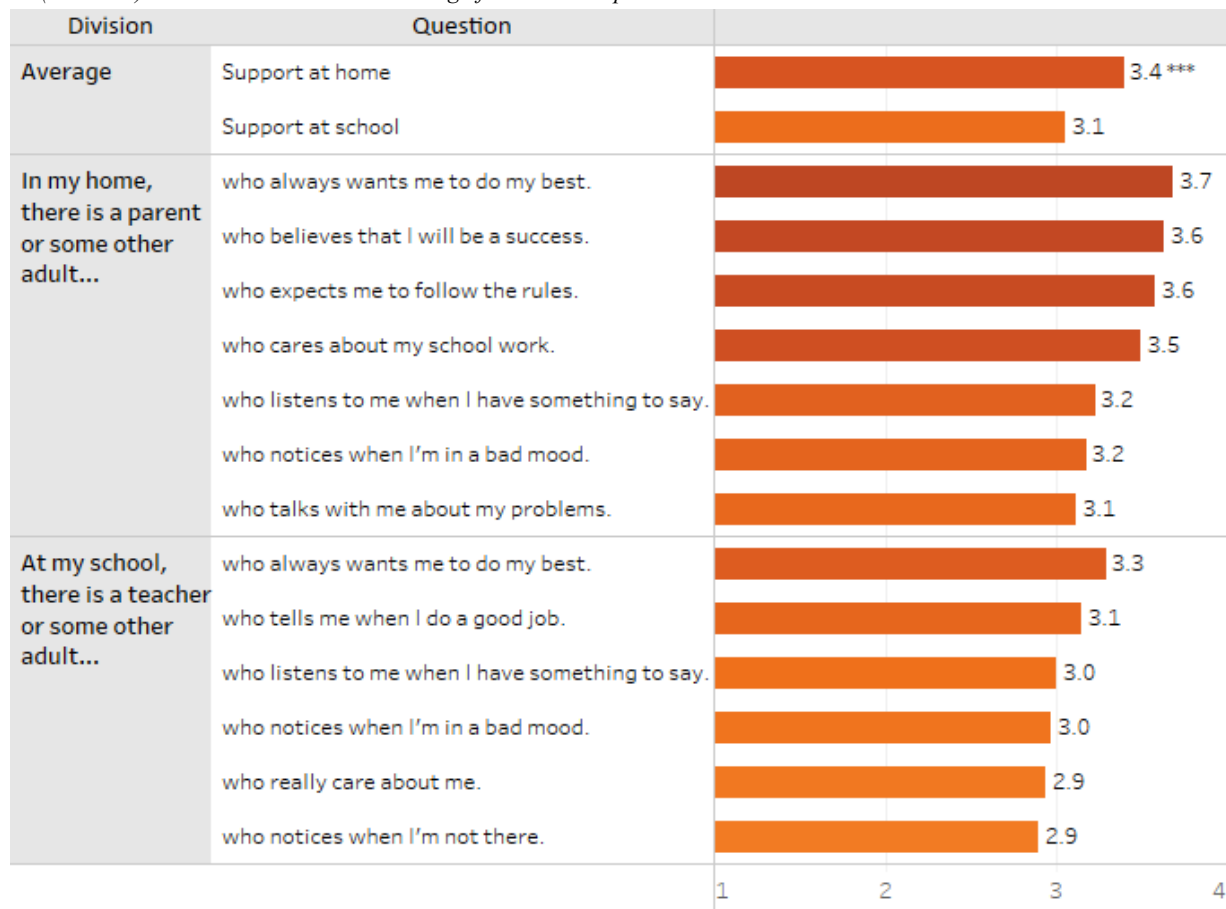 Division Question
Average
Support at home 3.4 ***
Support at school 3.1
In my home,
there is a parent
or some other
adult...
who always wants me to do my best. 3.7
who believes that I will be a success. 3.6
who expects me to follow the rules. 3.6
who cares about my school work. 3.5
who listens to me when I have something to say. 3.2
who notices when I'm in a bad mood. 3.2
who talks with me about my problems. 3.1
At my school,
there is a teacher
or some other
adult...
who always wants me to do my best. 3.3
who tells me when I do a good job. 3.1
who listens to me when I have something to say. 3.0
who notices when I'm in a bad mood. 3.0
who really care about me. 2.9
who notices when I'm not there. 2.9
1 2 3 4